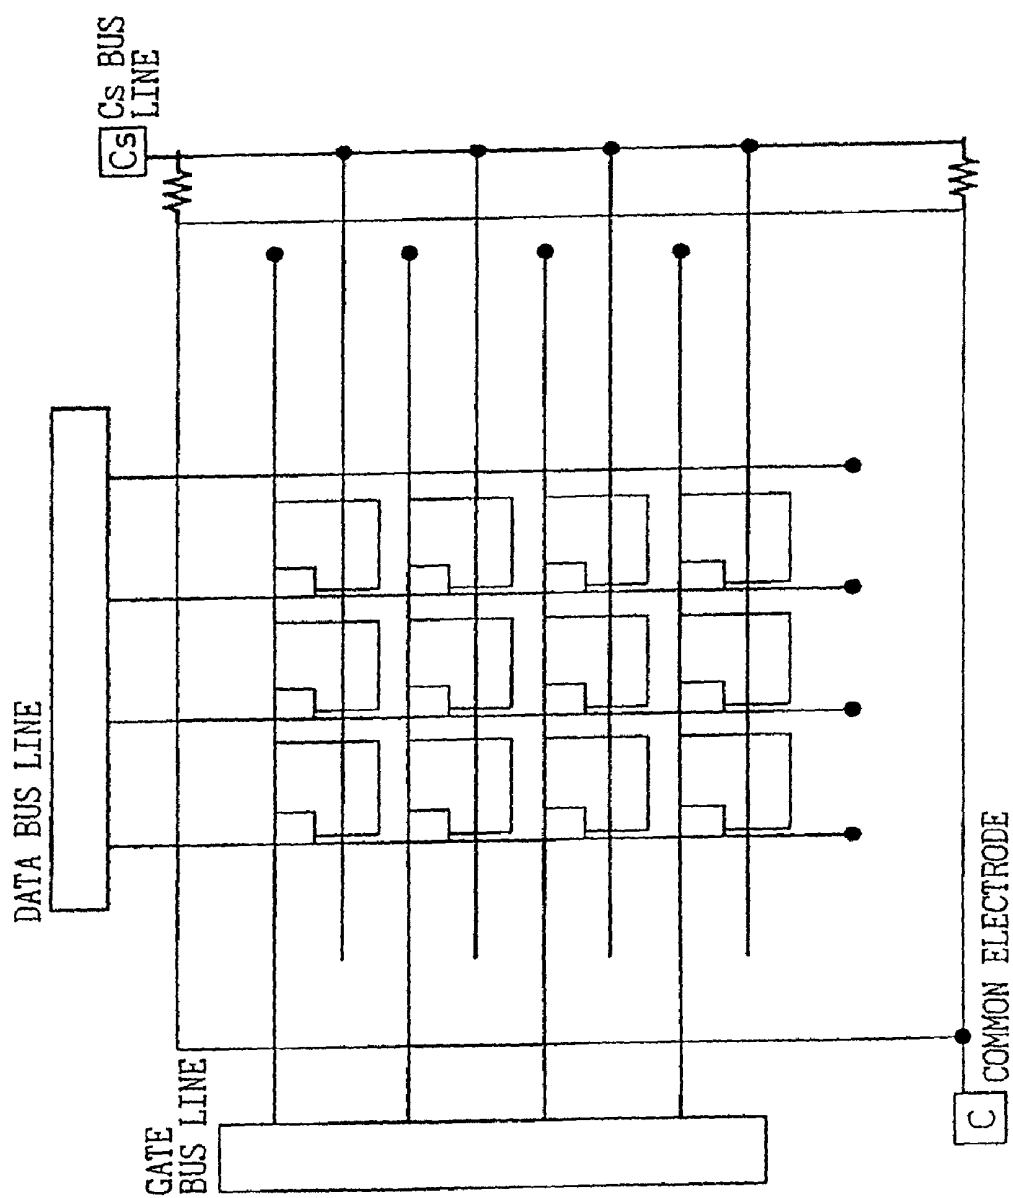 DATA BUS LINE
Cs
Cs BUS
LINE
GATE
BUS LINE
C
COMMON ELECTRODE